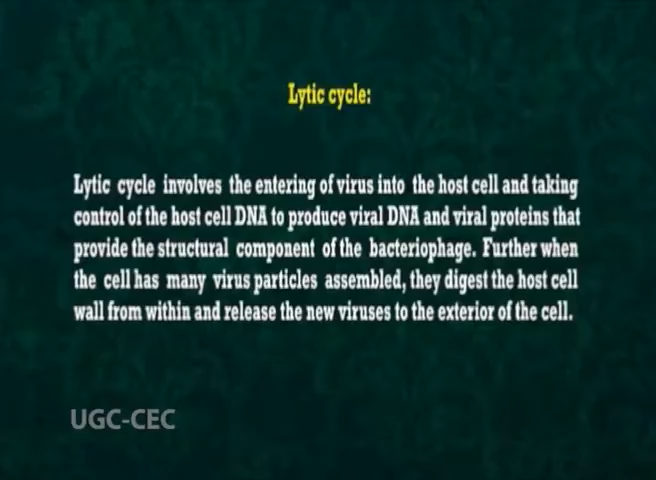 Lytic cycle:
Lytic cycle involves the entering of virus into the host cell and taking
control of the host cell DNA to produce viral DNA and viral proteins that
provide the structural component of the bacteriophage. Further when
the cell has many virus particles assembled, they digest the host cell
wall from within and release the new viruses to the exterior of the cell.
UGC-CEC